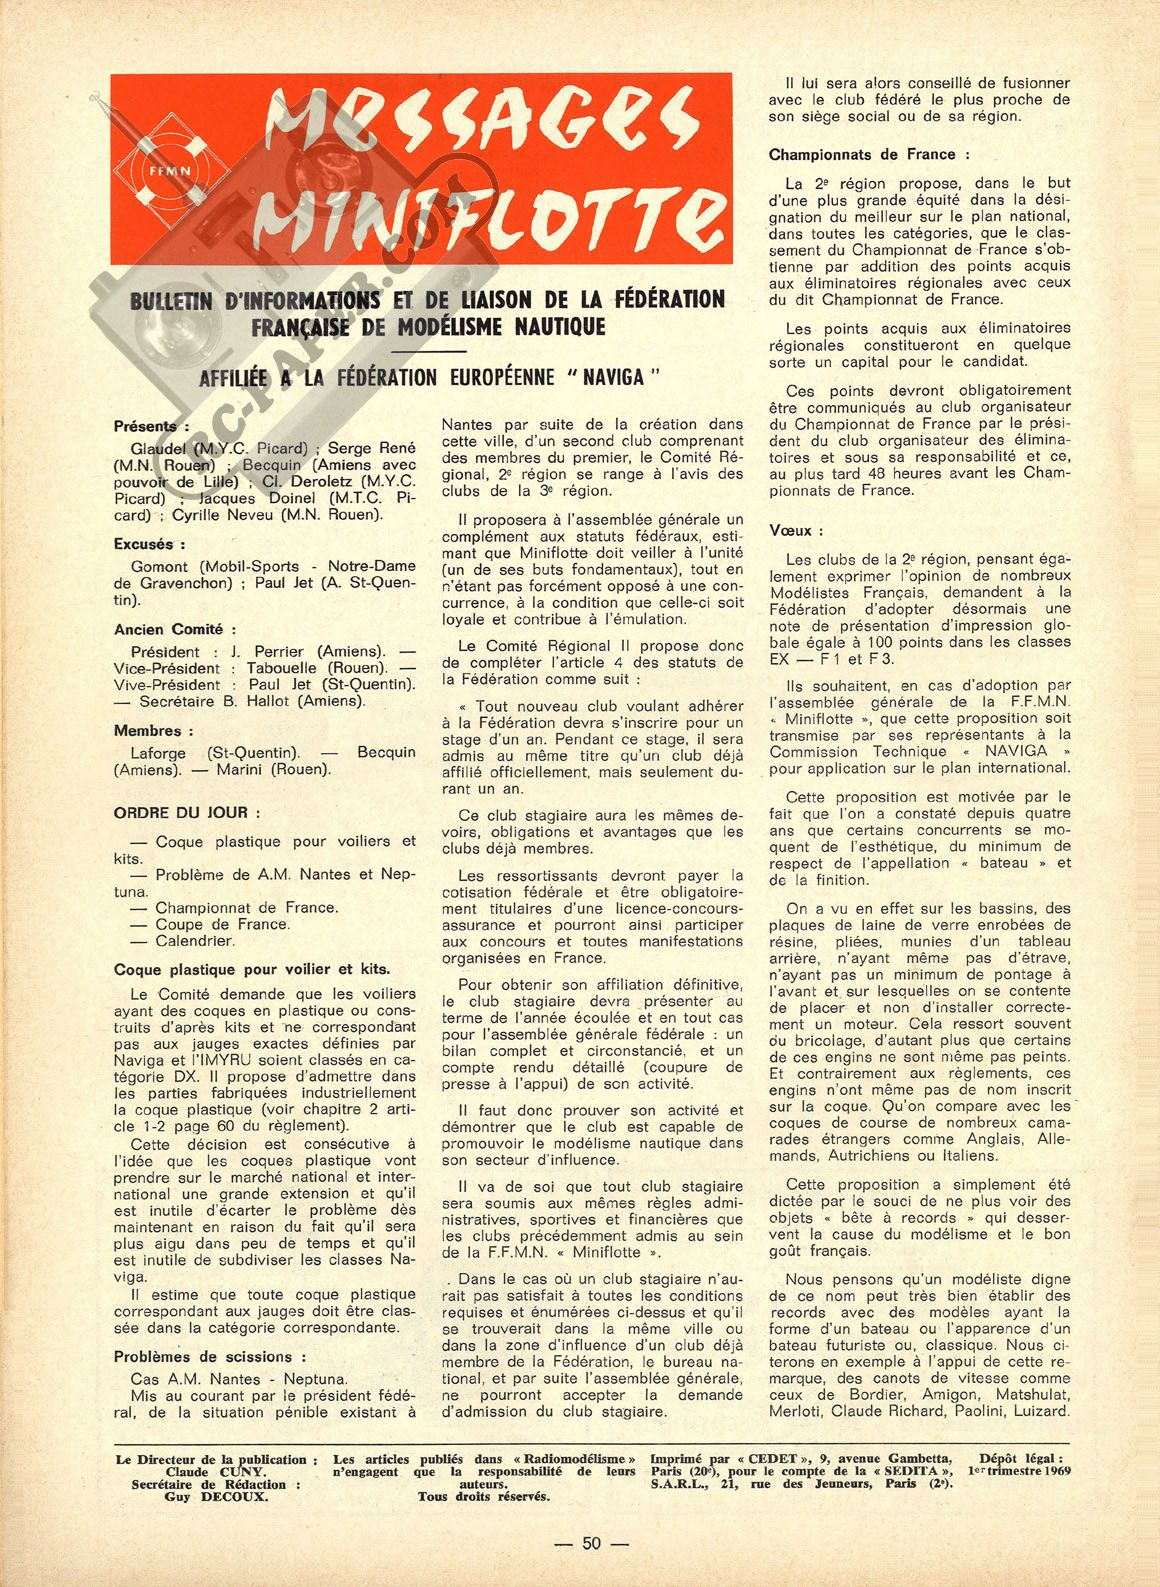 FFMN
MESSAGES
MINIFLOTTE
RC-PAPER.COM
BULLETIN D'INFORMATIONS ET DE LIAISON DE LA FÉDÉRATION
FRANÇAISE DE MODÉLISME NAUTIQUE
AFFILIÉE A LA FÉDÉRATION EUROPÉENNE " NAVIGA "
Présents :
Glaudel (M.Y.C. Picard) ; Serge René
(M.N. Rouen) ; Becquin (Amiens avec
pouvoir de Lille) ; Cl. Deroletz (M.Y.C.
Picard) ; Jacques Doinel (M.T.C. Pi-
card) ; Cyrille Neveu (M.N. Rouen).
Excusés :
Gomont (Mobil-Sports - Notre-Dame
de Gravenchon) ; Paul Jet (A. St-Quen-
tin).
Ancien Comité :
Président : J. Perrier (Amiens). —
Vice-Président : Tabouelle (Rouen). —
Vive-Président : Paul Jet (St-Quentin).
— Secrétaire B. Hallot (Amiens).
Membres :
Laforge (St-Quentin). — Becquin
(Amiens). — Marini (Rouen).
ORDRE DU JOUR :
— Coque plastique pour voiliers et
kits.
— Problème de A.M. Nantes et Nep-
tuna.
— Championnat de France.
— Coupe de France.
— Calendrier.
Coque plastique pour voilier et kits.
Le Comité demande que les voiliers
ayant des coques en plastique ou cons-
truits d'après kits et ne correspondant
pas aux jauges exactes définies par
Naviga et l'IMYRU soient classés en ca-
tégorie DX. Il propose d'admettre dans
les parties fabriquées industriellement
la coque plastique (voir chapitre 2 arti-
cle 1-2 page 60 du règlement).
Cette décision est consécutive à
l'idée que les coques plastique vont
prendre sur le marché national et inter-
national une grande extension et qu'il
est inutile d'écarter le problème dès
maintenant en raison du fait qu'il sera
plus aigu dans peu de temps et qu'il
est inutile de subdiviser les classes Na-
viga.
Il estime que toute coque plastique
correspondant aux jauges doit être clas-
sée dans la catégorie correspondante.
Problèmes de scissions :
Cas A.M. Nantes - Neptuna.
Mis au courant par le président fédé-
ral, de la situation pénible existant à
Nantes par suite de la création dans
cette ville, d'un second club comprenant
des membres du premier, le Comité Ré-
gional, 2e région se range à l'avis des
clubs de la 3e région.
Il proposera à l'assemblée générale un
complément aux statuts fédéraux, esti-
mant que Miniflotte doit veiller à l'unité
(un de ses buts fondamentaux), tout en
n'étant pas forcément opposé à une con-
currence, à la condition que celle-ci soit
loyale et contribue à l'émulation.
Le Comité Régional II propose donc
de compléter l'article 4 des statuts de
la Fédération comme suit :
« Tout nouveau club voulant adhérer
à la Fédération devra s'inscrire pour un
stage d'un an. Pendant ce stage, il sera
admis au même titre qu'un club déjà
affilié officiellement, mais seulement du-
rant un an.
Ce club stagiaire aura les mêmes de-
voirs, obligations et avantages que les
clubs déjà membres.
Les ressortissants devront payer la
cotisation fédérale et être obligatoire-
ment titulaires d'une licence-concours-
assurance et pourront ainsi participer
aux concours et toutes manifestations
organisées en France.
Pour obtenir son affiliation définitive,
le club stagiaire devra présenter au
terme de l'année écoulée et en tout cas
pour l'assemblée générale fédérale : un
bilan complet et circonstancié, et un
compte rendu détaillé (coupure de
presse à l'appui) de son activité.
Il faut donc prouver son activité et
démontrer que le club est capable de
promouvoir le modélisme nautique dans
son secteur d'influence.
Il va de soi que tout club stagiaire
sera soumis aux mêmes règles admi-
nistratives, sportives et financières que
les clubs précédemment admis au sein
de la F.F.M.N. « Miniflotte ».
Dans le cas où un club stagiaire n'au-
rait pas satisfait à toutes les conditions
requises et énumérées ci-dessus et qu'il
se trouverait dans la même ville ou
dans la zone d'influence d'un club déjà
membre de la Fédération, le bureau na-
tional, et par suite l'assemblée générale,
ne pourront accepter la demande
d'admission du club stagiaire.
Il lui sera alors conseillé de fusionner
avec le club fédéré le plus proche de
son siège social ou de sa région.
Championnats de France :
La 2e région propose, dans le but
d'une plus grande équité dans la dési-
gnation du meilleur sur le plan national,
dans toutes les catégories, que le clas-
sement du Championnat de France s'ob-
tienne par addition des points acquis
aux éliminatoires régionales avec ceux
du dit Championnat de France.
Les points acquis aux éliminatoires
régionales constitueront en quelque
sorte un capital pour le candidat.
Ces points devront obligatoirement
être communiqués au club organisateur
du Championnat de France par le prési-
dent du club organisateur des élimina-
toires et sous sa responsabilité et ce,
au plus tard 48 heures avant les Cham-
pionnats de France.
Vœux :
Les clubs de la 2e région, pensant éga-
lement exprimer l'opinion de nombreux
Modélistes Français, demandent à la
Fédération d'adopter désormais une
note de présentation d'impression glo-
bale égale à 100 points dans les classes
EX — F 1 et F 3.
Ils souhaitent, en cas d'adoption par
l'assemblée générale de la F.F.M.N.
« Miniflotte », que cette proposition soit
transmise par ses représentants à la
Commission Technique « NAVIGA »
pour application sur le plan international.
Cette proposition est motivée par le
fait que l'on a constaté depuis quatre
ans que certains concurrents se mo-
quent de l'esthétique, du minimum de
respect de l'appellation « bateau » et
de la finition.
On a vu en effet sur les bassins, des
plaques de laine de verre enrobées de
résine, pliées, munies d'un tableau
arrière, n'ayant même pas d'étrave,
n'ayant pas un minimum de pontage à
l'avant et sur lesquelles on se contente
de placer et non d'installer correcte-
ment un moteur. Cela ressort souvent
du bricolage, d'autant plus que certains
de ces engins ne sont même pas peints.
Et contrairement aux règlements, ces
engins n'ont même pas de nom inscrit
sur la coque. Qu'on compare avec les
coques de course de nombreux cama-
rades étrangers comme Anglais, Alle-
mands, Autrichiens ou Italiens.
Cette proposition a simplement été
dictée par le souci de ne plus voir des
objets « bête à records » qui desser-
vent la cause du modélisme et le bon
goût français.
Nous pensons qu'un modéliste digne
de ce nom peut très bien établir des
records avec des modèles ayant la
forme d'un bateau ou l'apparence d'un
bateau futuriste ou, classique. Nous ci-
terons en exemple à l'appui de cette re-
marque, des canots de vitesse comme
ceux de Bordier, Amigon, Matshulat,
Merloti, Claude Richard, Paolini, Luizard.
Le Directeur de la publication :
Claude CUNY.
Secrétaire de Rédaction :
Guy DECOUX.
Les articles publiés dans « Radiomodélisme »
n'engagent que la responsabilité de leurs
auteurs.
Tous droits réservés.
Imprimé par « CEDET », 9, avenue Gambetta,
Paris (20e), pour le compte de la « SEDITA »,
S.A.R.L., 21, rue des Jeuneurs, Paris (2e).
Dépôt légal :
1er trimestre 1969
— 50 —